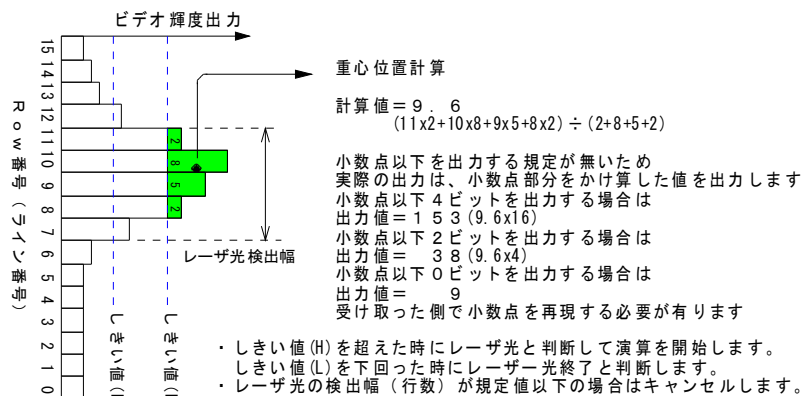 ビデオ輝度出力
重心位置計算
計算値=9.6
(11x2+10x8+9x5+8x2)÷(2+8+5+2)
小数点以下を出力する規定が無いため
実際の出力は、小数点部分をかけ算した値を出力します
小数点以下4ビットを出力する場合は
出力値=153(9.6x16)
小数点以下2ビットを出力する場合は
出力値= 38(9.6x4)
小数点以下0ビットを出力する場合は
出力値= 9
受け取った側で小数点を再現する必要が有ります
Row番号(ライン番号)
15
14
13
12
11
10
9
8
7
6
5
4
3
2
1
0
2
8
5
2
レーザ光検出幅
しきい値(
しきい値(
・しきい値(H)を超えた時にレーザ光と判断して演算を開始します。
しきい値(L)を下回った時にレーザー光終了と判断します。
・レーザ光の検出幅(行数)が規定値以下の場合はキャンセルします。